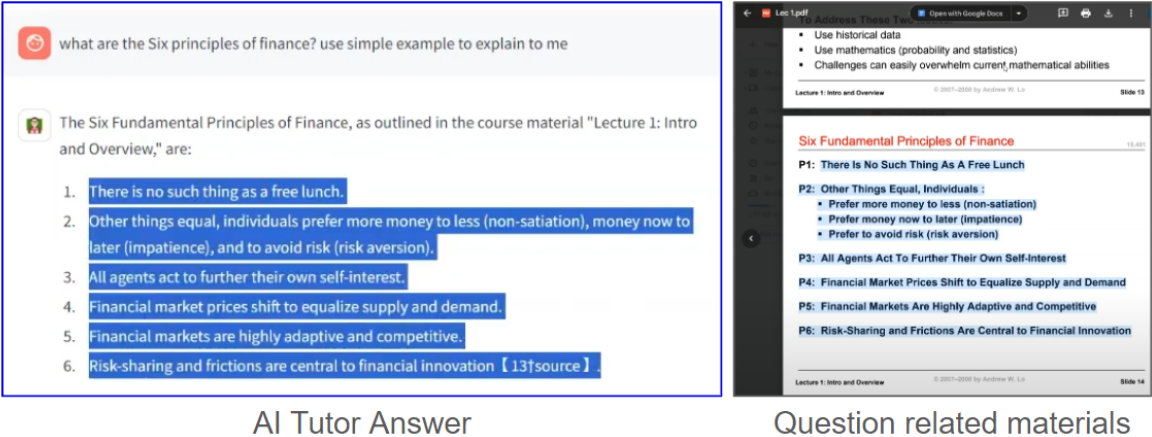 what are the Six principles of finance? use simple example to explain to me
The Six Fundamental Principles of Finance, as outlined in the course material "Lecture 1: Intro
and Overview," are:
1. There is no such thing as a free lunch.
2. Other things equal, individuals prefer more money to less (non-satiation), money now to
later (impatience), and to avoid risk (risk aversion).
3. All agents act to further their own self-interest.
4. Financial market prices shift to equalize supply and demand.
5. Financial markets are highly adaptive and competitive.
6. Risk-sharing and frictions are central to financial innovation【13†source】.
AI Tutor Answer
Lec 1.pdf
Open with Google Docs
To Address These Two Issues:
• Use historical data
• Use mathematics (probability and statistics)
• Challenges can easily overwhelm current mathematical abilities
Lecture 1: Intro and Overview © 2007–2008 by Andrew W. Lo Slide 13
Six Fundamental Principles of Finance 15.401
P1: There Is No Such Thing As A Free Lunch
P2: Other Things Equal, Individuals :
• Prefer more money to less (non-satiation)
• Prefer money now to later (impatience)
• Prefer to avoid risk (risk aversion)
P3: All Agents Act To Further Their Own Self-Interest
P4: Financial Market Prices Shift to Equalize Supply and Demand
P5: Financial Markets Are Highly Adaptive and Competitive
P6: Risk-Sharing and Frictions Are Central to Financial Innovation
Lecture 1: Intro and Overview © 2007–2008 by Andrew W. Lo Slide 14
Question related materials